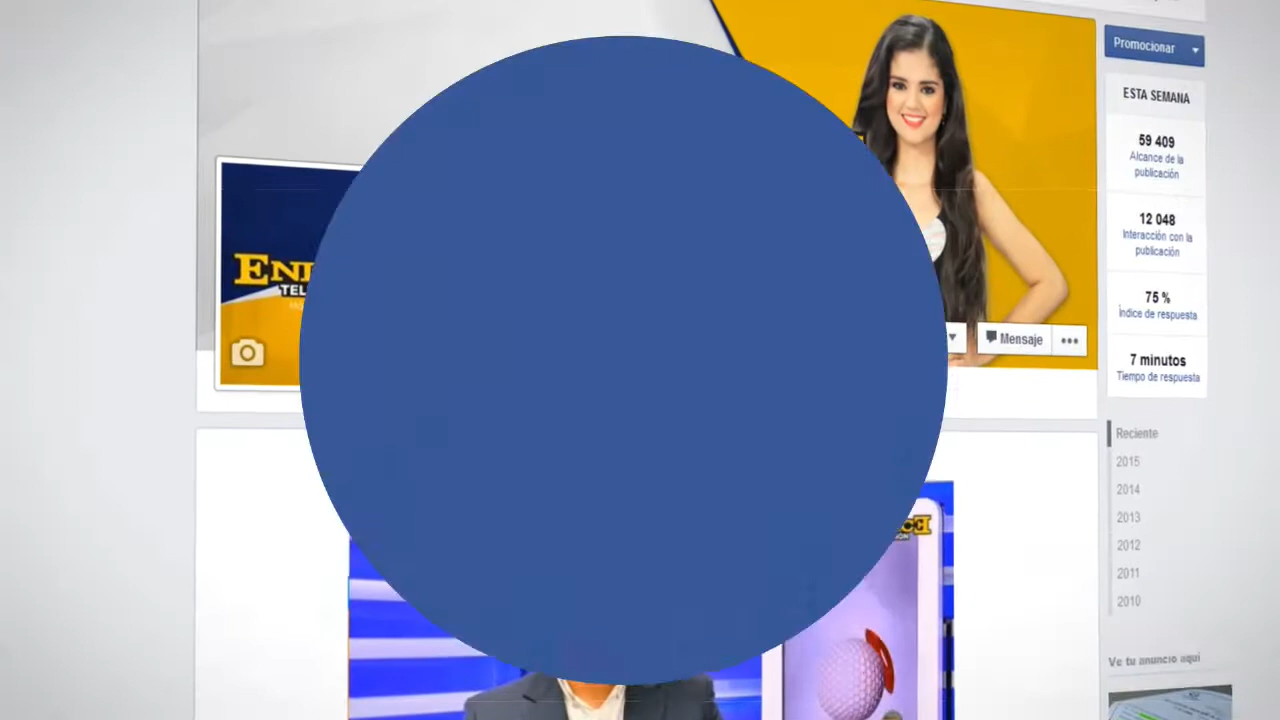 Promocionar
ESTA SEMANA
59 409
Alcance de la
publicación
12 048
Interacción con la
publicación
75 %
Índice de respuesta
7 minutos
Tiempo de respuesta
Mensaje
Reciente
2015
2014
2013
2012
2011
2010
Ve tu anuncio aquí